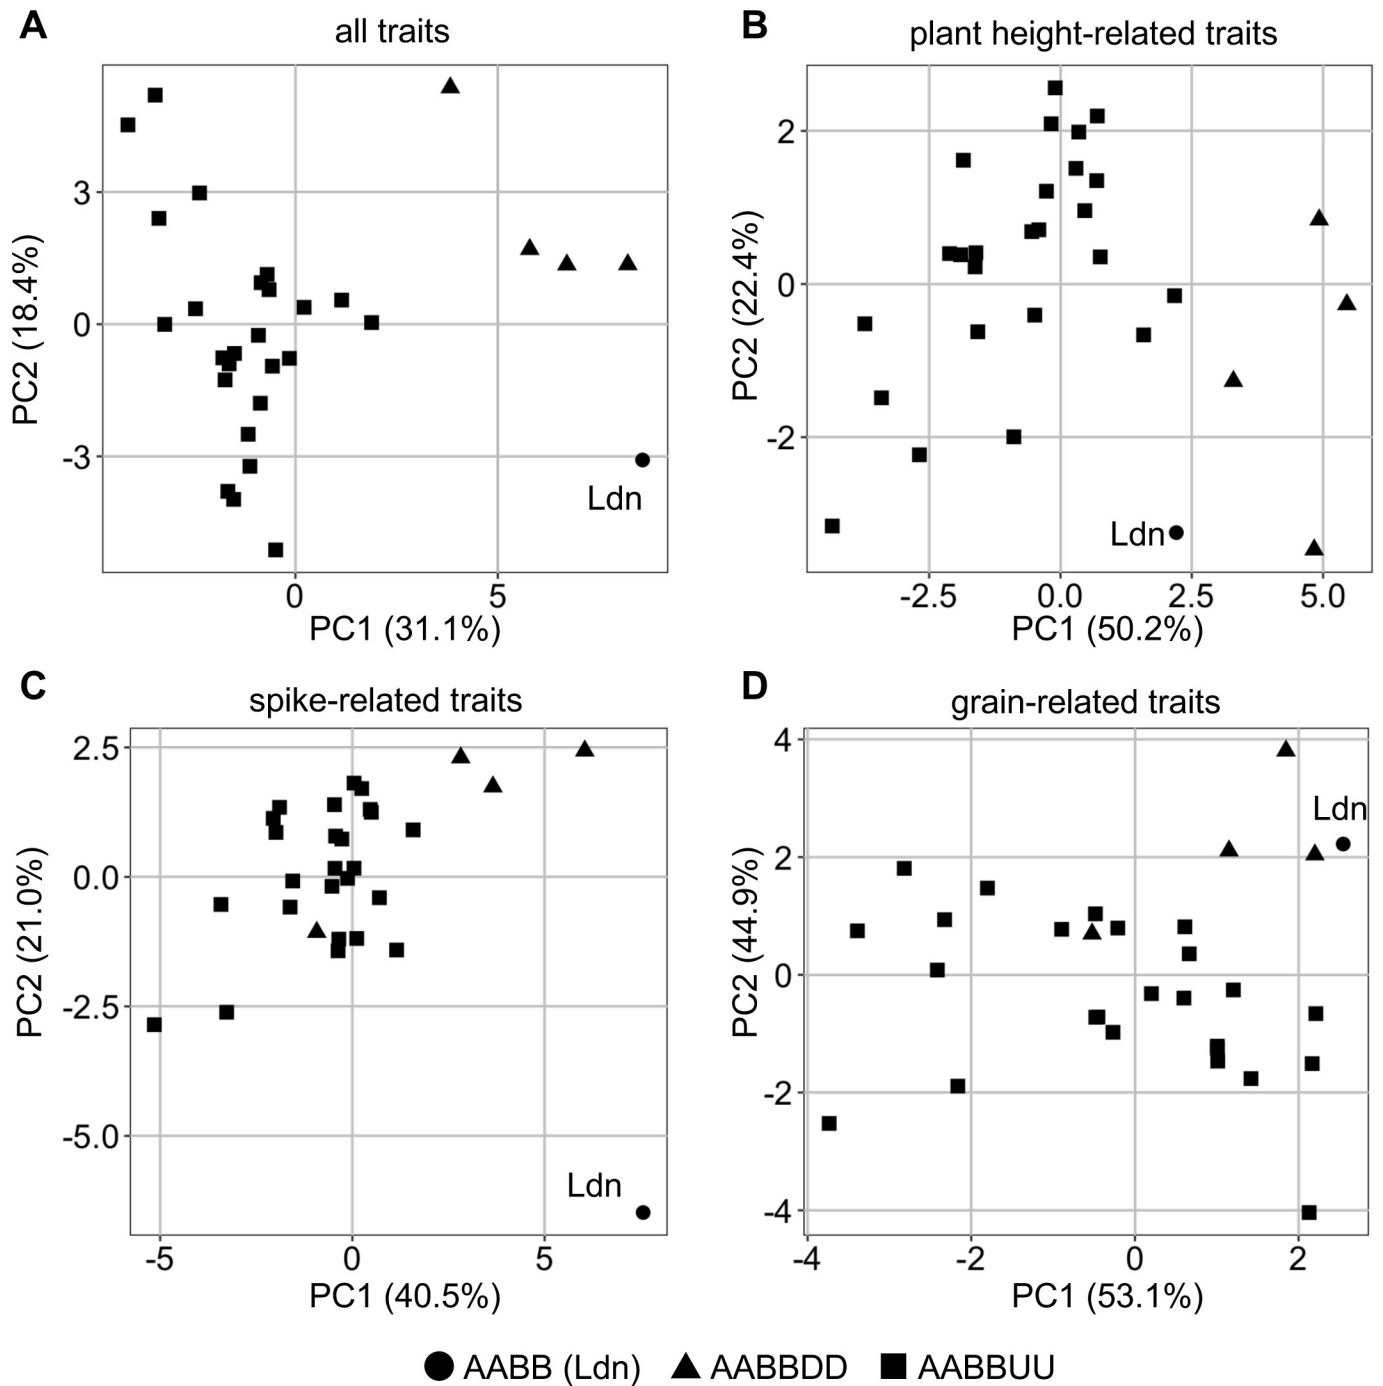 A
all traits
3
0
-3
PC2 (18.4%)
Ldn
0 5
PC1 (31.1%)
B
plant height-related traits
2
0
-2
PC2 (22.4%)
Ldn
-2.5 0.0 2.5 5.0
PC1 (50.2%)
C
spike-related traits
2.5
0.0
-2.5
-5.0
PC2 (21.0%)
Ldn
-5 0 5
PC1 (40.5%)
D
grain-related traits
4
2
0
-2
-4
PC2 (44.9%)
Ldn
-4 -2 0 2
PC1 (53.1%)
AABB (Ldn) AABBDD AABBUU